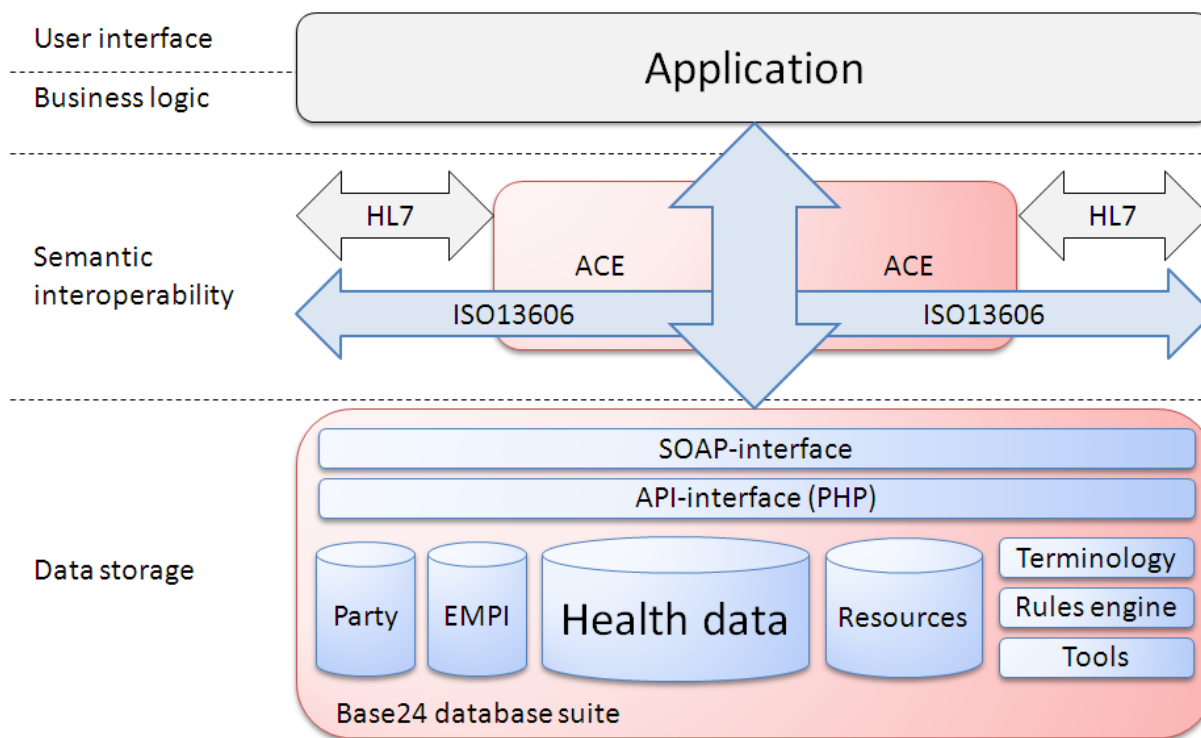 User interface
Application
Business logic
HL7
HL7
ACE
ACE
Semantic
interoperability
ISO13606
ISO13606
SOAP-interface
API-interface (PHP)
Data storage
Party
EMPI
Health data
Resources
Terminology
Rules engine
Tools
Base24 database suite